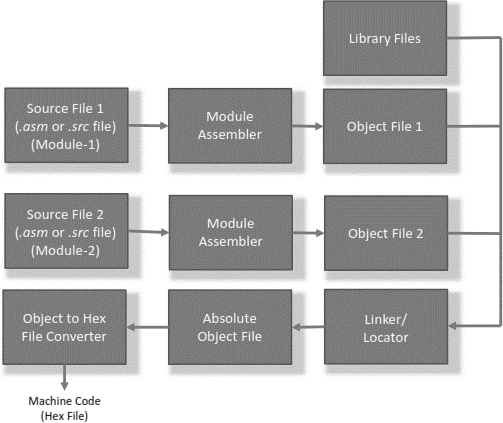 Library Files
Source File 1
(.asm or .src file)
(Module-1)
Module
Assembler
Object File 1
Source File 2
(.asm or .src file)
(Module-2)
Module
Assembler
Object File 2
Object to Hex
File Converter
Absolute
Object File
Linker/
Locator
Machine Code
(Hex File)